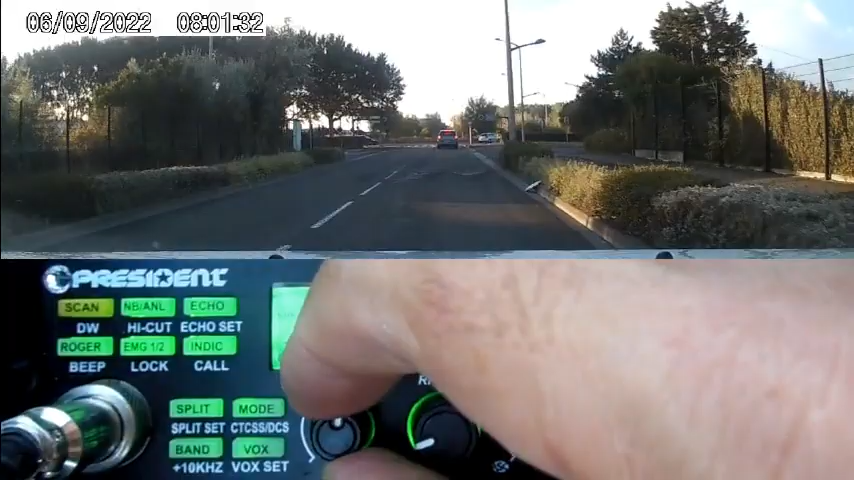 06/09/2022 08:01:32
PRESIDENT
SCAN NB/ANL ECHO
DW HI-CUT ECHO SET
ROGER EMG 1/2 INDIC
BEEP LOCK CALL
SPLIT MODE
SPLIT SET CTCSS/DCS
BAND VOX
+10KHZ VOX SET